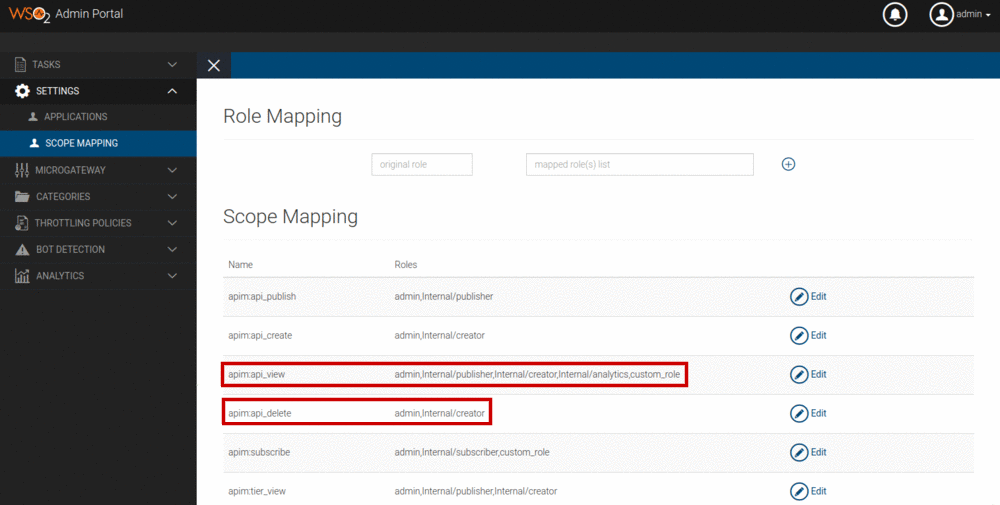 WSO2 Admin Portal
admin
TASKS
SETTINGS
APPLICATIONS
SCOPE MAPPING
MICROGATEWAY
CATEGORIES
THROTTLING POLICIES
BOT DETECTION
ANALYTICS
Role Mapping
original role mapped role(s) list
Scope Mapping
Name Roles
apim:api_publish admin,Internal/publisher Edit
apim:api_create admin,Internal/creator Edit
apim:api_view admin,Internal/publisher,Internal/creator,Internal/analytics,custom_role Edit
apim:api_delete admin,Internal/creator Edit
apim:subscribe admin,Internal/subscriber,custom_role Edit
apim:tier_view admin,Internal/publisher,Internal/creator Edit